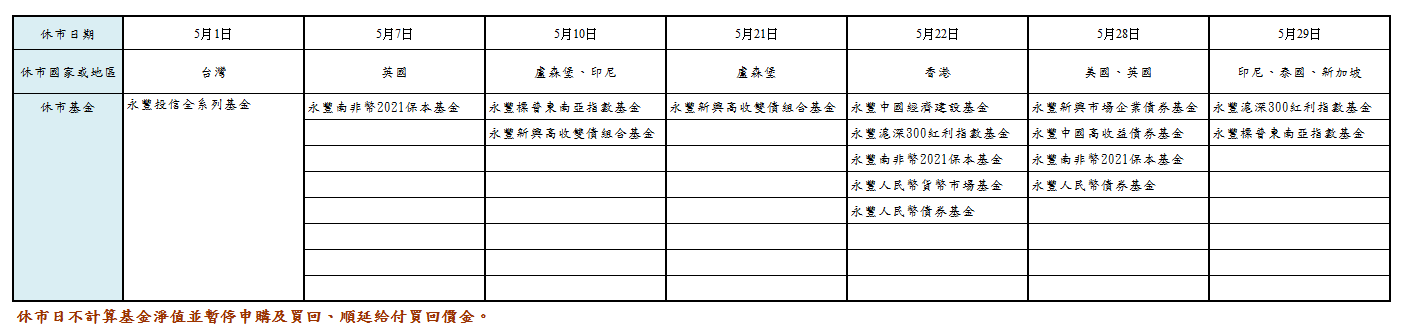 休市日期 5月1日 5月7日 5月10日 5月21日 5月22日 5月28日 5月29日
休市國家或地區 台灣 英國 盧森堡、印尼 盧森堡 香港 美國、英國 印尼、泰國、新加坡
休市基金 永豐投信全系列基金 永豐南非幣2021保本基金 永豐標普東南亞指數基金 永豐新興高收雙債組合基金 永豐中國經濟建設基金 永豐新興市場企業債券基金 永豐滬深300紅利指數基金
永豐新興高收雙債組合基金 永豐滬深300紅利指數基金 永豐中國高收益債券基金 永豐標普東南亞指數基金
永豐南非幣2021保本基金 永豐南非幣2021保本基金
永豐人民幣貨幣市場基金 永豐人民幣債券基金
永豐人民幣債券基金
休市日不計算基金淨值並暫停申購及買回、順延給付買回價金。